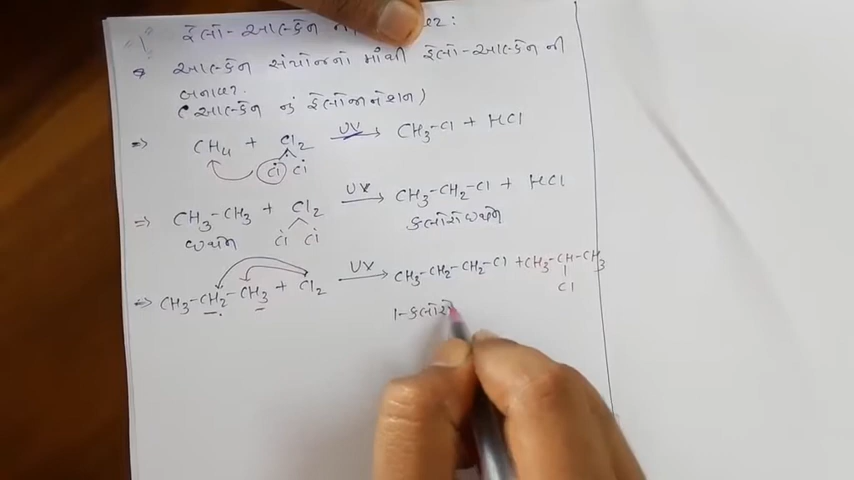 હેલો-આલ્કેન ની
આલ્કેન સંયોજનો માંથી હેલો-આલ્કેન ની
બનાવટ.
(આલ્કેન નું હેલોજીનેશન)
⇒ CH4 + Cl2 UV→ CH3-Cl + HCl
Cl Cl
⇒ CH3-CH3 + Cl2 UV→ CH3-CH2-Cl + HCl
ઇથેન Cl Cl ક્લોરોઇથેન
⇒ CH3-CH2-CH3 + Cl2 UV→ CH3-CH2-CH2-Cl + CH3-CH-CH3
Cl
1-ક્લોરો